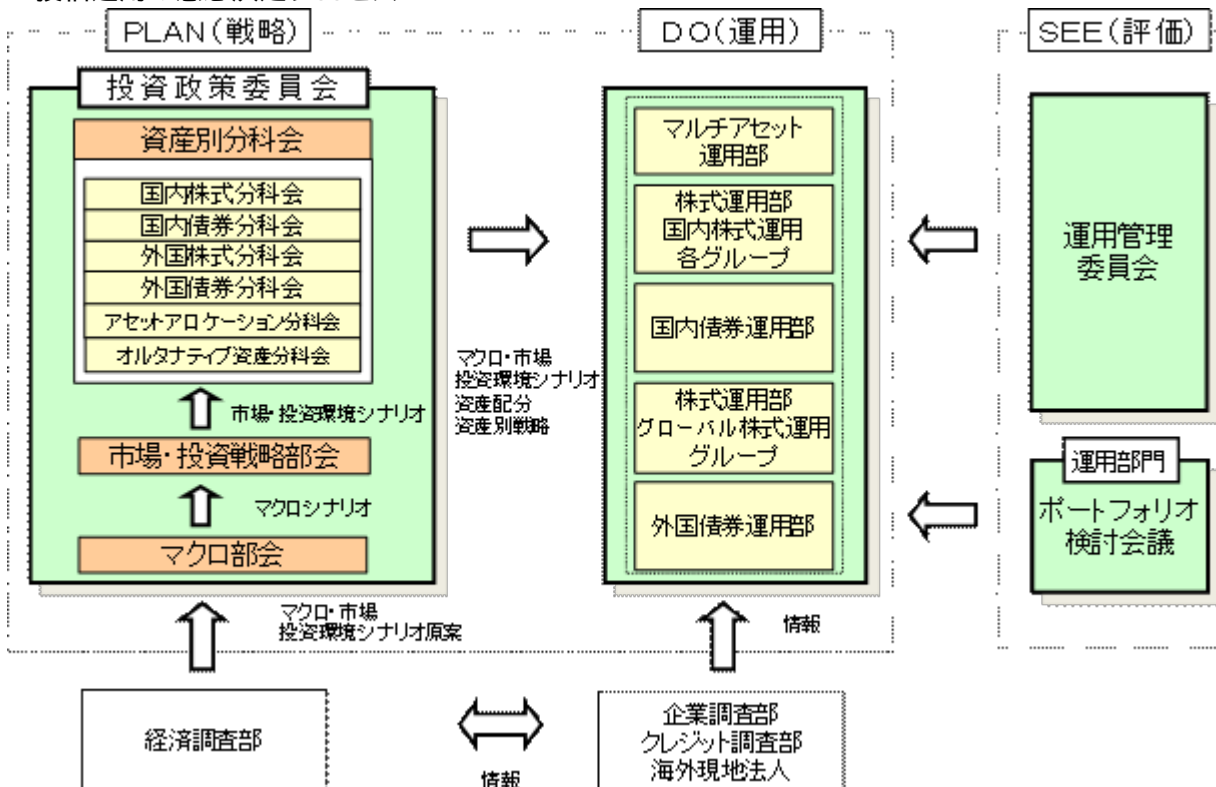 PLAN(戦略)
DO(運用)
SEE(評価)
投資政策委員会
資産別分科会
国内株式分科会
国内債券分科会
外国株式分科会
外国債券分科会
アセットアロケーション分科会
オルタナティブ資産分科会
市場・投資環境シナリオ
市場・投資戦略部会
マクロシナリオ
マクロ部会
マクロ・市場
投資環境シナリオ
資産配分
資産別戦略
マルチアセット
運用部
株式運用部
国内株式運用
各グループ
国内債券運用部
株式運用部
グローバル株式運用
グループ
外国債券運用部
運用管理
委員会
運用部門
ポートフォリオ
検討会議
マクロ・市場
投資環境シナリオ原案
情報
経済調査部
情報
企業調査部
クレジット調査部
海外現地法人